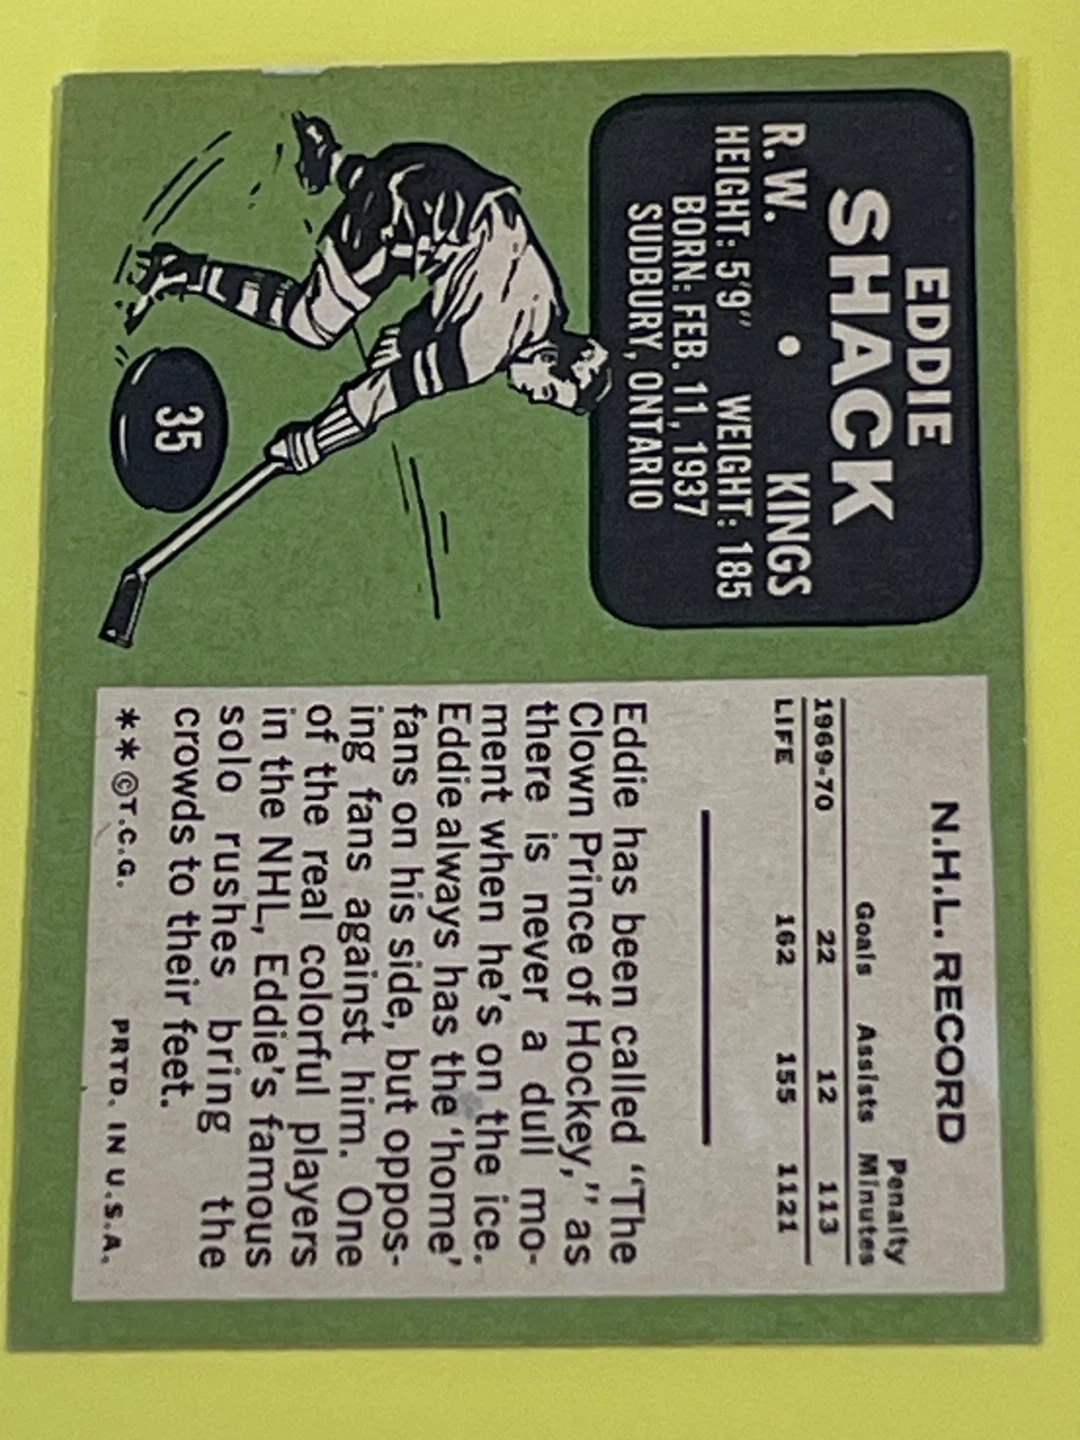 EDDIE
SHACK
R.W. • KINGS
HEIGHT: 5'9" WEIGHT: 185
BORN: FEB. 11, 1937
SUDBURY, ONTARIO
35
N.H.L. RECORD
Penalty
Goals Assists Minutes
1969-70 22 12 113
LIFE 162 155 1121
Eddie has been called “The
Clown Prince of Hockey,” as
there is never a dull mo-
ment when he's on the ice.
Eddie always has the ‘home’
fans on his side, but oppos-
ing fans against him. One
of the real colorful players
in the NHL, Eddie's famous
solo rushes bring the
crowds to their feet.
**©T.C.G. PRTD. IN U.S.A.